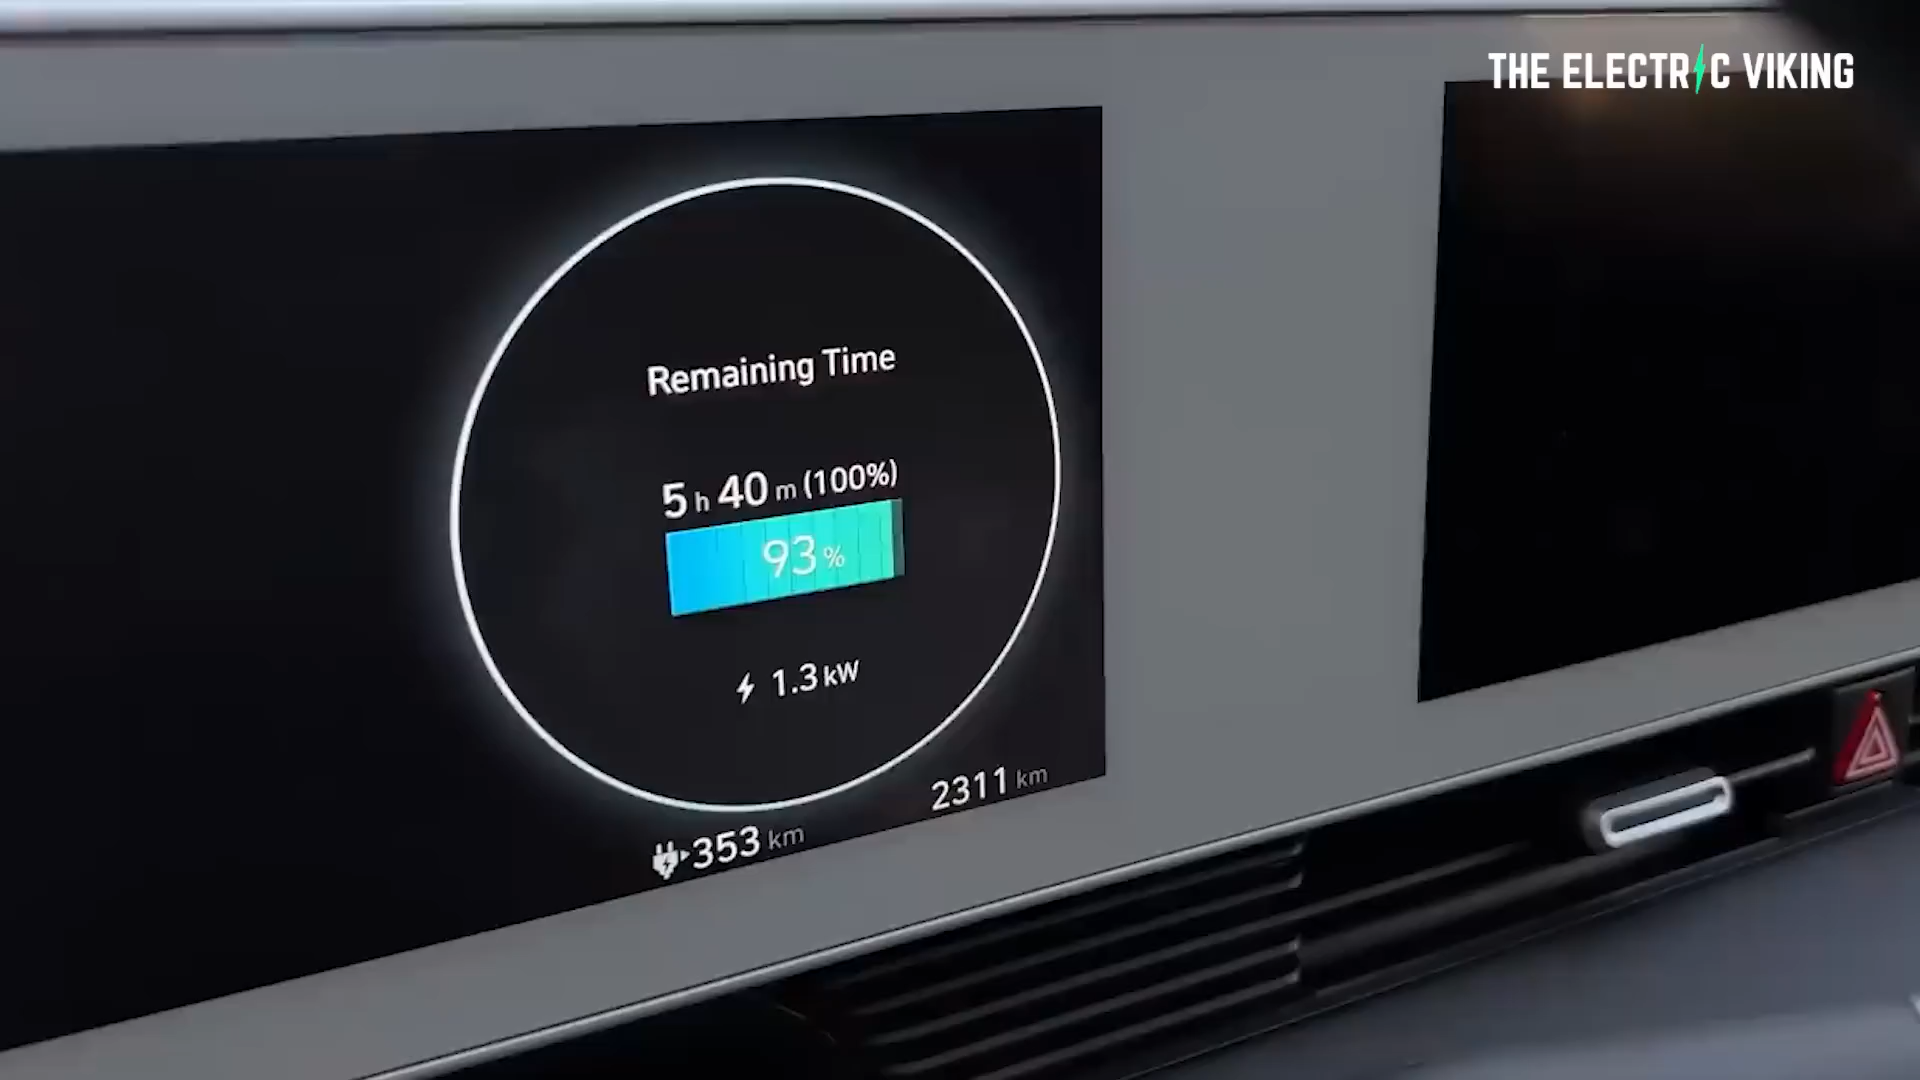 THE ELECTRIC VIKING
Remaining Time
5 h 40 m (100%)
93 %
1.3 kW
2311 km
353 km